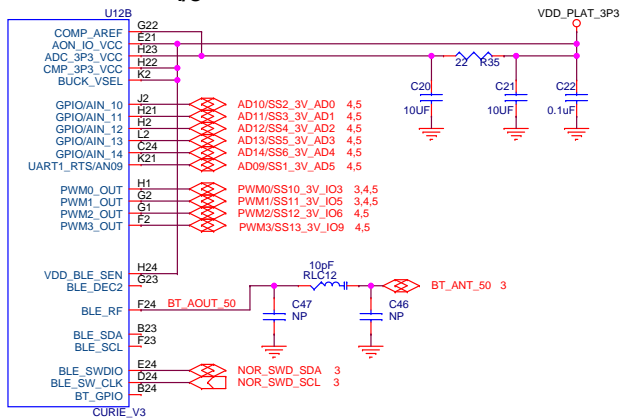 U12B
VDD_PLAT_3P3
COMP_AREF G22
AON_IO_VCC E21
ADC_3P3_VCC H23
CMP_3P3_VCC H22
BUCK_VSEL K2
22 R35
C20 C21 C22
10UF 10UF 0.1uF
GPIO/AIN_10 J2 AD10/SS2_3V_AD0 4,5
GPIO/AIN_11 H21 AD11/SS3_3V_AD1 4,5
GPIO/AIN_12 H2 AD12/SS4_3V_AD2 4,5
GPIO/AIN_13 L2 AD13/SS5_3V_AD3 4,5
GPIO/AIN_14 C24 AD14/SS6_3V_AD4 4,5
UART1_RTS/AN09 K21 AD09/SS1_3V_AD5 4,5
PWM0_OUT H1 PWM0/SS10_3V_IO3 3,4,5
PWM1_OUT G2 PWM1/SS11_3V_IO5 3,4,5
PWM2_OUT G1 PWM2/SS12_3V_IO6 4,5
PWM3_OUT F2 PWM3/SS13_3V_IO9 4,5
VDD_BLE_SEN H24
BLE_DEC2 G23
10pF
RLC12
BLE_RF F24 BT_AOUT_50 BT_ANT_50 3
C47 C46
NP NP
BLE_SDA B23
BLE_SCL F23
BLE_SWDIO E24 NOR_SWD_SDA 3
BLE_SW_CLK D24 NOR_SWD_SCL 3
BT_GPIO B24
CURIE_V3